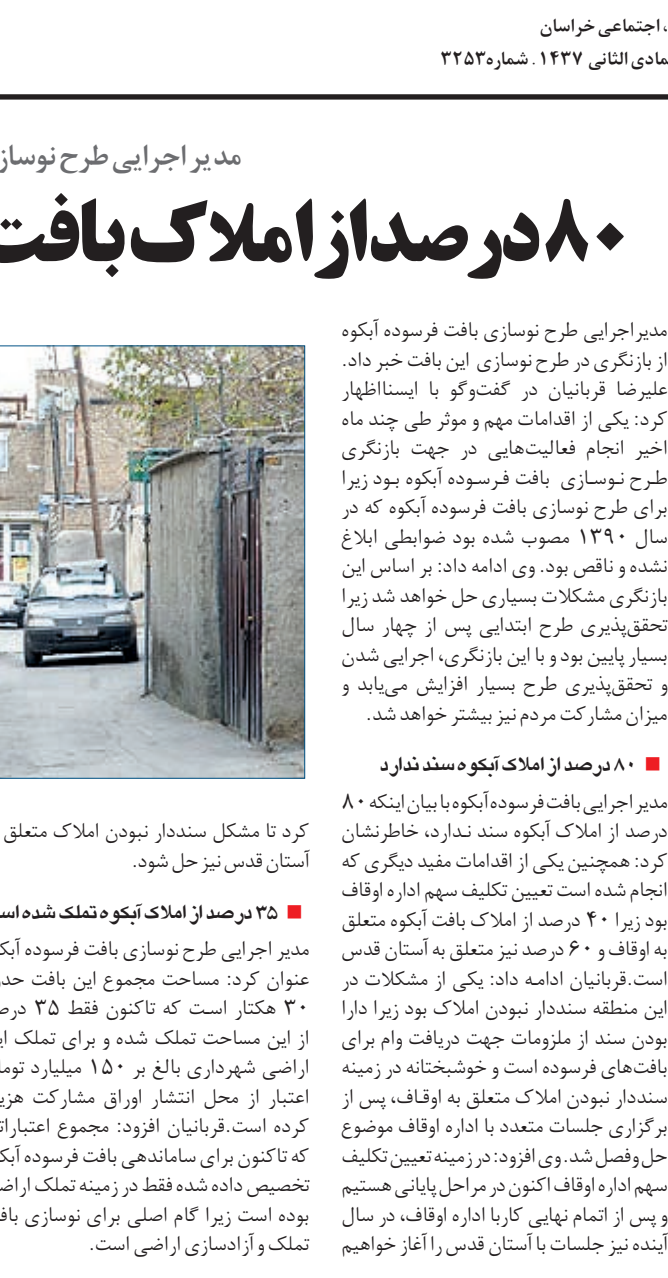 ، اجتماعی خراسان
جمادی الثانی ۱۴۳۷ . شماره۳۲۵۳
مدیر اجرایی طرح نوساز
۸۰درصداز املاک بافت
مدیراجرایی طرح نوسازی بافت فرسوده آبکوه
از بازنگری در طرح نوسازی این بافت خبر داد.
علیرضا قربانیان در گفت‌وگو با ایسنااظهار
کرد: یکی از اقدامات مهم و موثر طی چند ماه
اخیر انجام فعالیت‌هایی در جهت بازنگری
طرح نوسازی بافت فرسوده آبکوه بود زیرا
برای طرح نوسازی بافت فرسوده آبکوه که در
سال ۱۳۹۰ مصوب شده بود ضوابطی ابلاغ
نشده و ناقص بود. وی ادامه داد: بر اساس این
بازنگری مشکلات بسیاری حل خواهد شد زیرا
تحقق‌پذیری طرح ابتدایی پس از چهار سال
بسیار پایین بود و با این بازنگری، اجرایی شدن
و تحقق‌پذیری طرح بسیار افزایش می‌یابد و
میزان مشارکت مردم نیز بیشتر خواهد شد.
۸۰ درصد از املاک آبکوه سند ندارد
مدیر اجرایی بافت فرسوده آبکوه با بیان اینکه ۸۰
درصد از املاک آبکوه سند ندارد، خاطرنشان
کرد: همچنین یکی از اقدامات مفید دیگری که
انجام شده است تعیین تکلیف سهم اداره اوقاف
بود زیرا ۴۰ درصد از املاک بافت آبکوه متعلق
به اوقاف و ۶۰ درصد نیز متعلق به آستان قدس
است.قربانیان ادامه داد: یکی از مشکلات در
این منطقه سنددار نبودن املاک بود زیرا دارا
بودن سند از ملزومات جهت دریافت وام برای
بافت‌های فرسوده است و خوشبختانه در زمینه
سنددار نبودن املاک متعلق به اوقاف، پس از
برگزاری جلسات متعدد با اداره اوقاف موضوع
حل وفصل شد. وی افزود: در زمینه تعیین تکلیف
سهم اداره اوقاف اکنون در مراحل پایانی هستیم
و پس از اتمام نهایی کاربا اداره اوقاف، در سال
آینده نیز جلسات با آستان قدس را آغاز خواهیم
کرد تا مشکل سنددار نبودن املاک متعلق
آستان قدس نیز حل شود.
۳۵ درصد از املاک آبکوه تملک شده اس
مدیر اجرایی طرح نوسازی بافت فرسوده آبک
عنوان کرد: مساحت مجموع این بافت حدو
۳۰ هکتار است که تاکنون فقط ۳۵ درص
از این مساحت تملک شده و برای تملک ای
اراضی شهرداری بالغ بر ۱۵۰ میلیارد توما
اعتبار از محل انتشار اوراق مشارکت هزی
کرده است.قربانیان افزود: مجموع اعتباراتی
که تاکنون برای ساماندهی بافت فرسوده آبک
تخصیص داده شده فقط در زمینه تملک اراض
بوده است زیرا گام اصلی برای نوسازی باف
تملک و آزادسازی اراضی است.